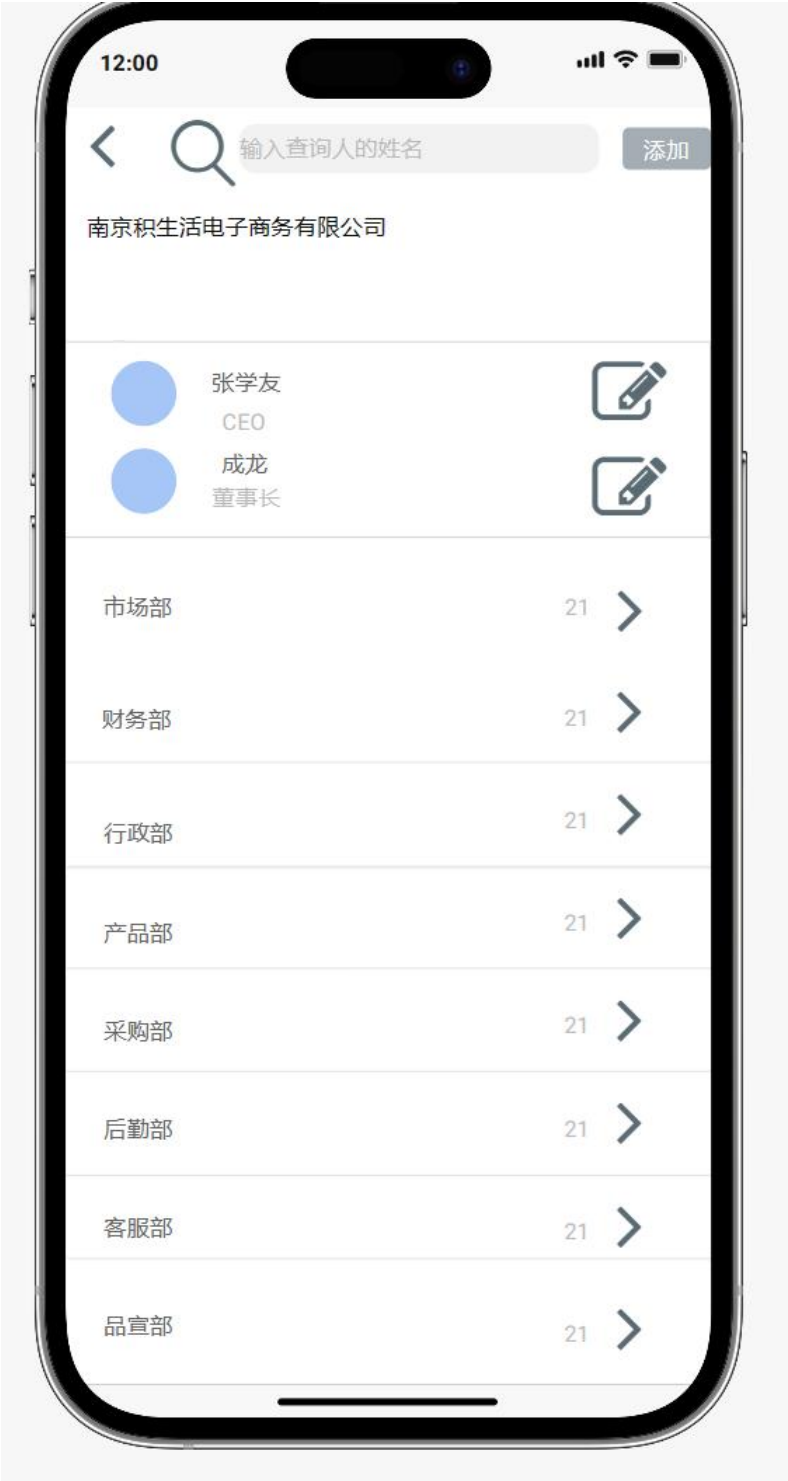 12:00
输入查询人的姓名
添加
南京积生活电子商务有限公司
张学友
CEO
成龙
董事长
市场部 21
财务部 21
行政部 21
产品部 21
采购部 21
后勤部 21
客服部 21
品宣部 21